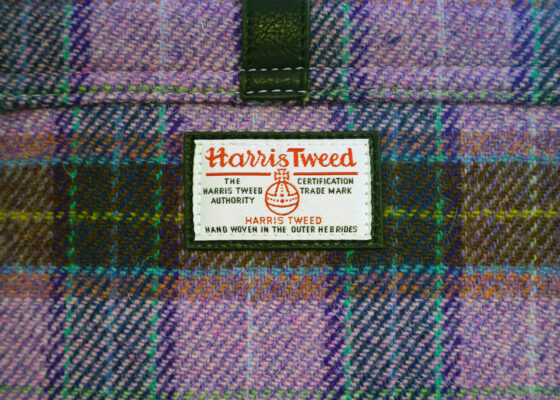 Harris Tweed
THE CERTIFICATION
HARRIS TWEED TRADE MARK
AUTHORITY
HARRIS TWEED
HAND WOVEN IN THE OUTER HEBRIDES